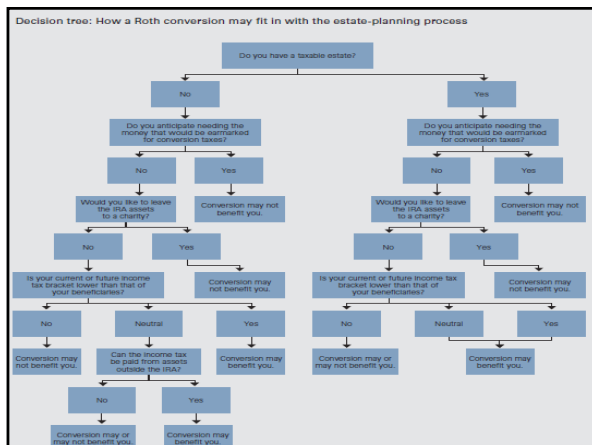 Decision tree: How a Roth conversion may fit in with the estate-planning process
Do you have a taxable estate?
No
Yes
Do you anticipate needing the
money that would be earmarked
for conversion taxes?
Do you anticipate needing the
money that would be earmarked
for conversion taxes?
No
Yes
No
Yes
Would you like to leave
the IRA assets
to a charity?
Conversion may not
benefit you.
Would you like to leave
the IRA assets
to a charity?
Conversion may not
benefit you.
No
Yes
No
Yes
Is your current or future income
tax bracket lower than that of
your beneficiaries?
Conversion may
not benefit you.
Is your current or future income
tax bracket lower than that of
your beneficiaries?
Conversion may
not benefit you.
No
Neutral
Yes
No
Neutral
Yes
Conversion may
not benefit you.
Can the income tax
be paid from assets
outside the IRA?
Conversion may
benefit you.
Conversion may or
may not benefit you.
Conversion may
benefit you.
No
Yes
Conversion may or
may not benefit you.
Conversion may
benefit you.